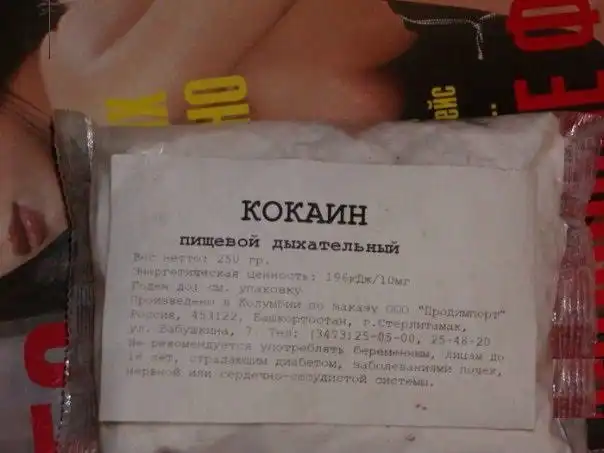 КОКАИН
пищевой дыхательный
Вес нетто: 250 гр.
Энергетическая ценность: 196кДж/10мг
Годен до: см. упаковку
Произведено в Колумбии по заказу ООО "Продимпорт"
Россия, 453122, Башкортостан, г.Стерлитамак,
ул. Бабушкина, 7 Тел: (3473)25-05-00, 25-48-20
Не рекомендуется употреблять беременным, лицам до
лет, страдающим диабетом, заболеваниями почек,
нервной или сердечно-сосудистой системы.
НО
ейс
Е Ф